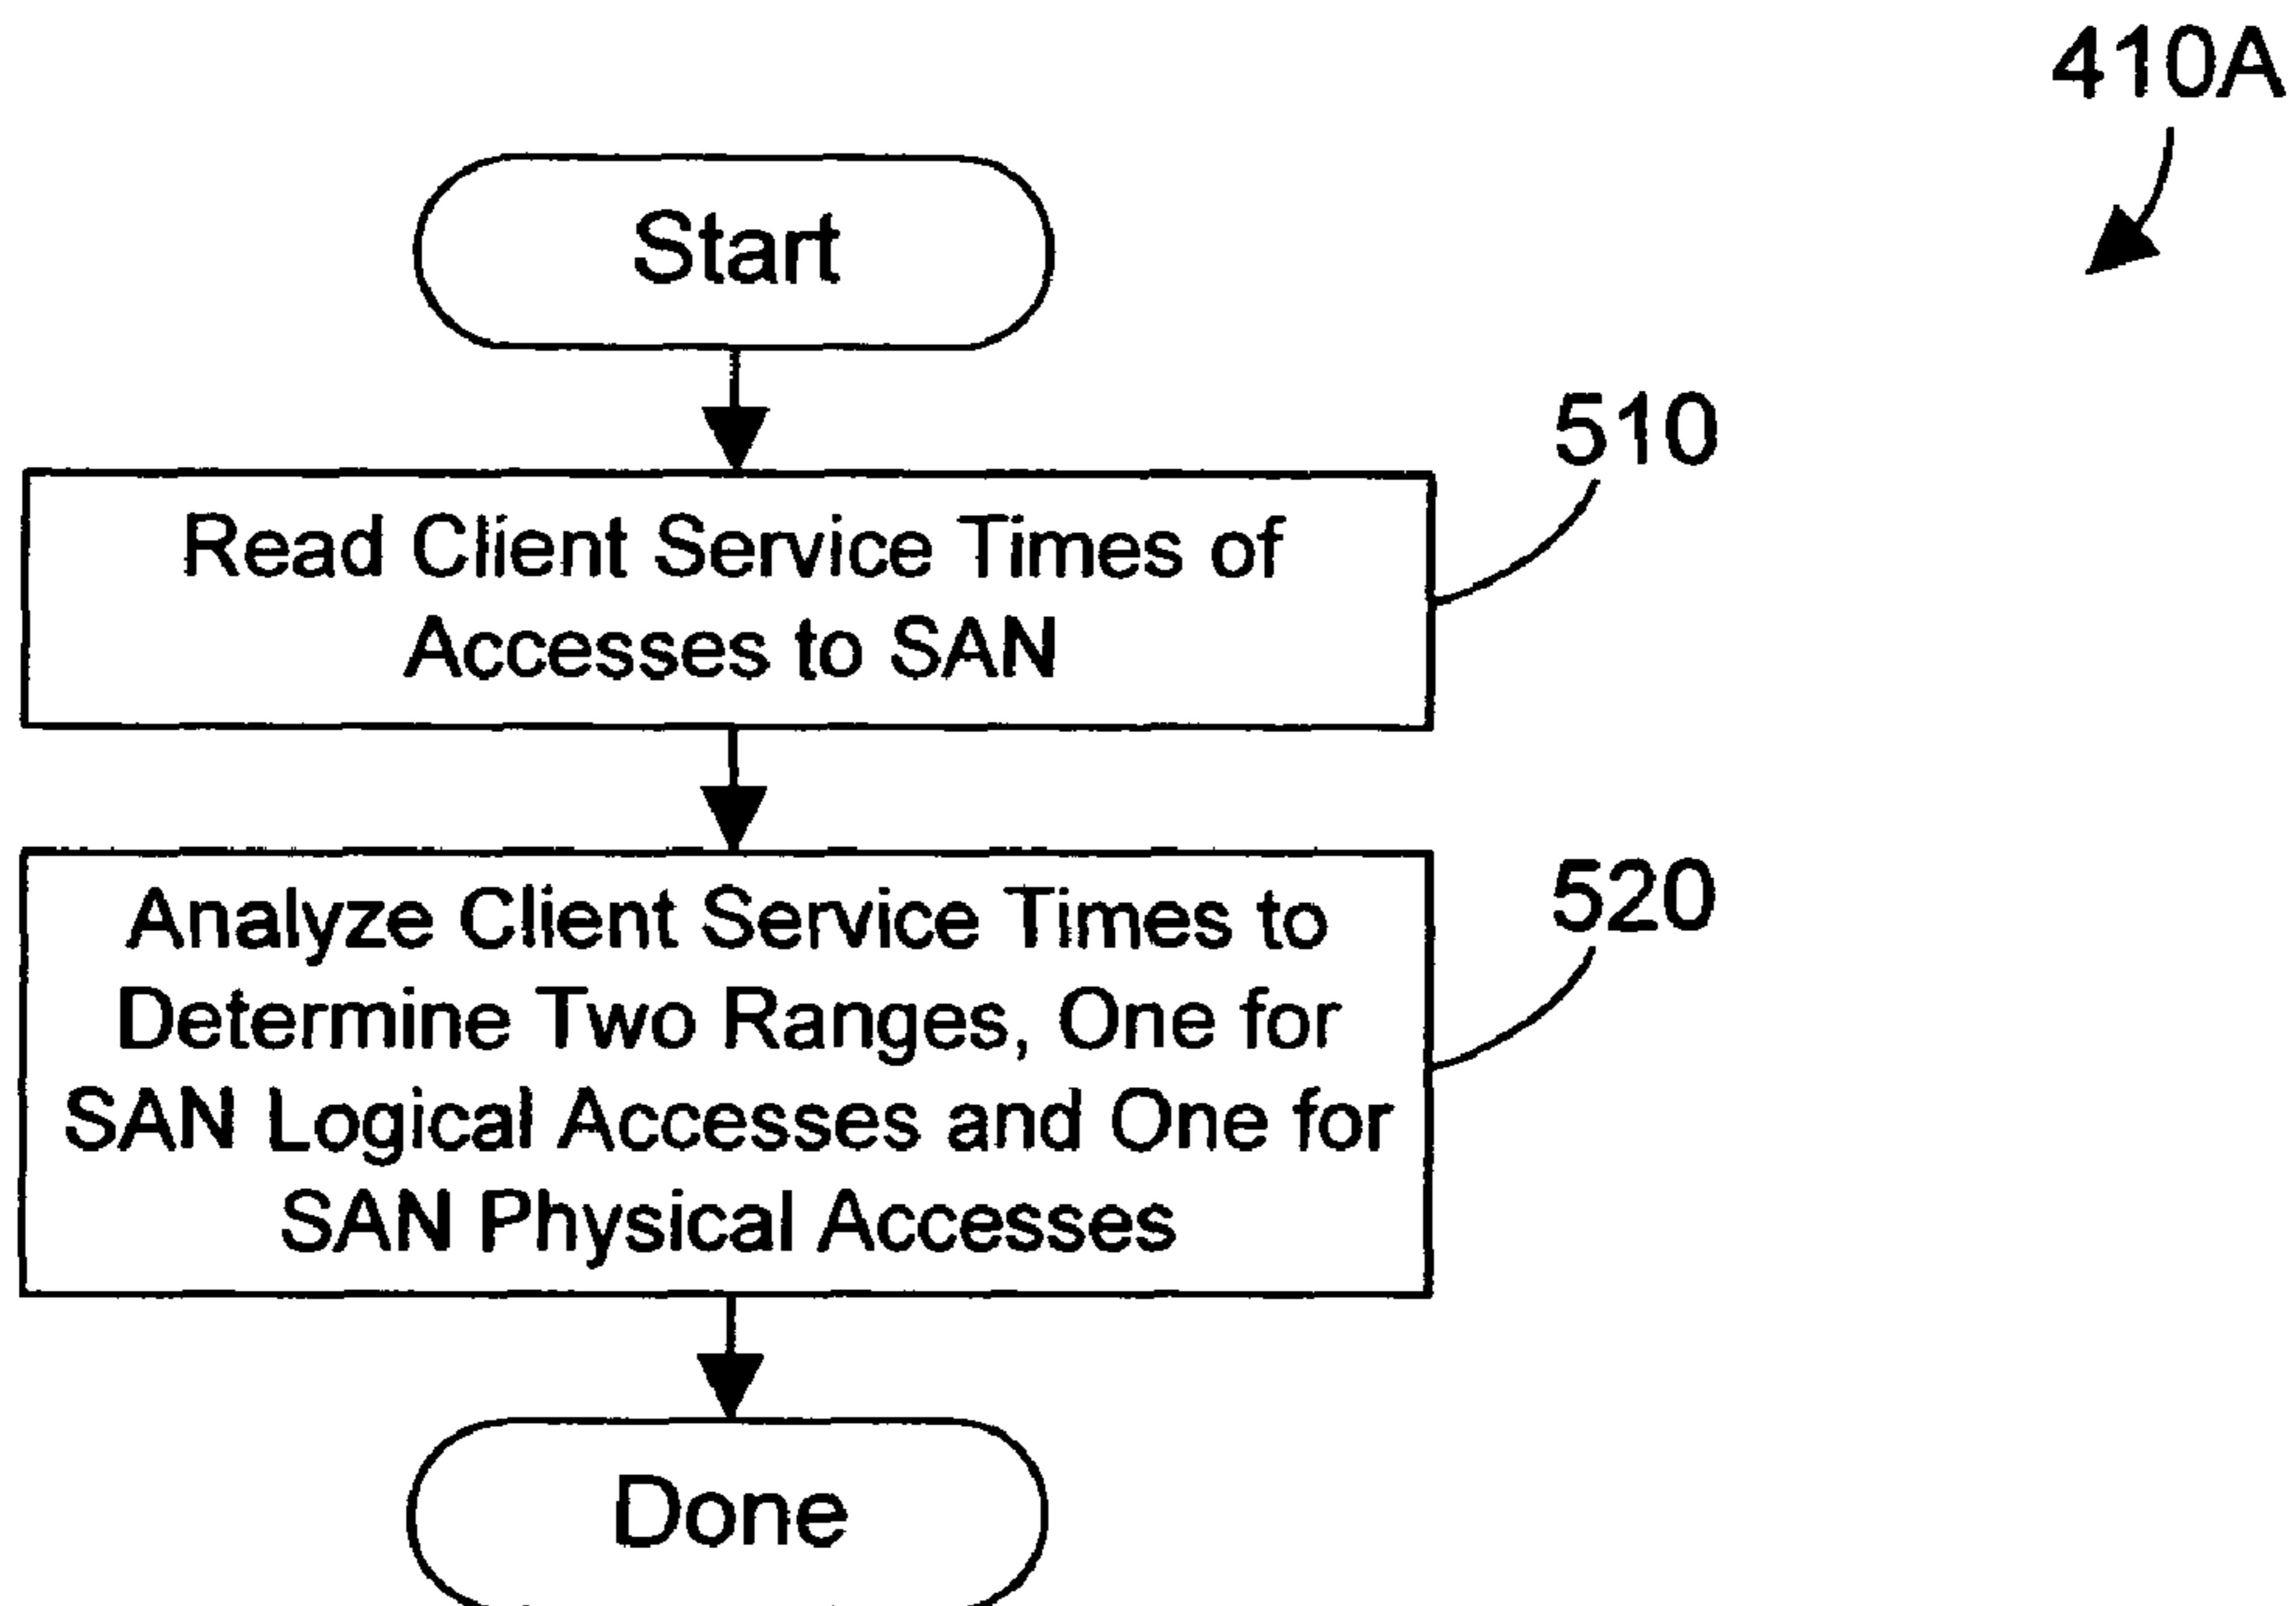 410A
Start
510
Read Client Service Times of
Accesses to SAN
520
Analyze Client Service Times to
Determine Two Ranges, One for
SAN Logical Accesses and One for
SAN Physical Accesses
Done